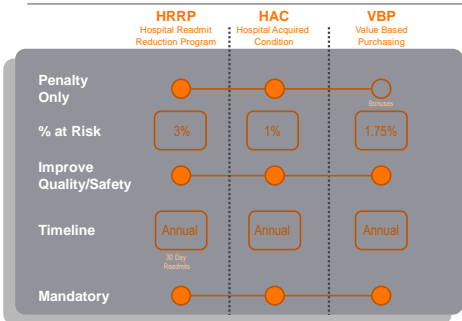 HRRP
Hospital Readmit
Reduction Program
HAC
Hospital Acquired
Condition
VBP
Value Based
Purchasing
Penalty
Only
Bonuses
% at Risk
3%
1%
1.75%
Improve
Quality/Safety
Timeline
Annual
Annual
Annual
30 Day
Readmits
Mandatory